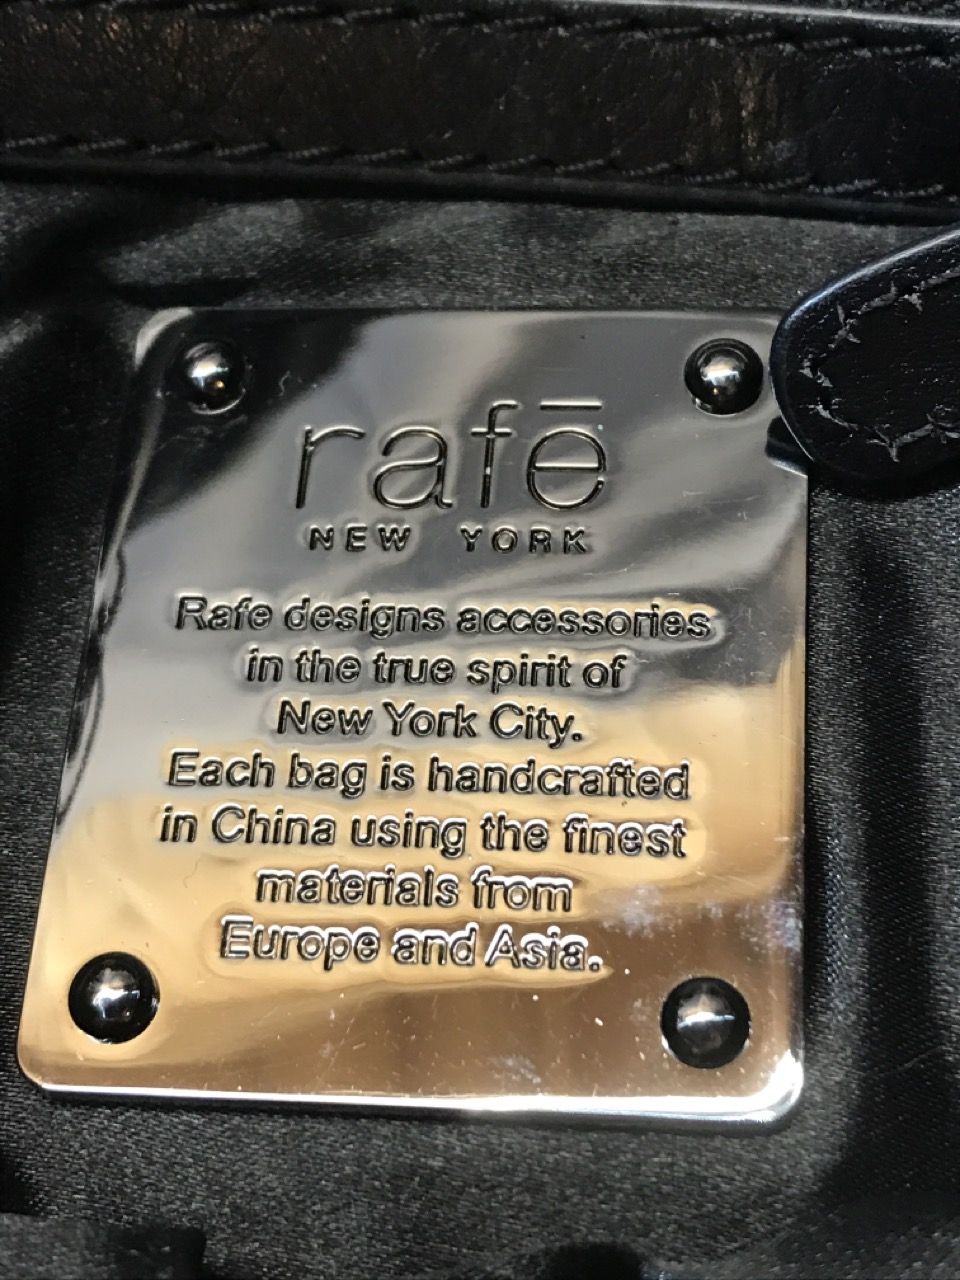 rafē
NEW YORK
Rafe designs accessories
in the true spirit of
New York City.
Each bag is handcrafted
in China using the finest
materials from
Europe and Asia.